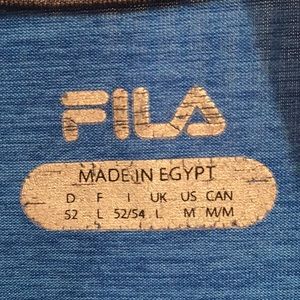 FILA
MADE IN EGYPT
D F I UK US CAN
52 L 52/54 L M M/M